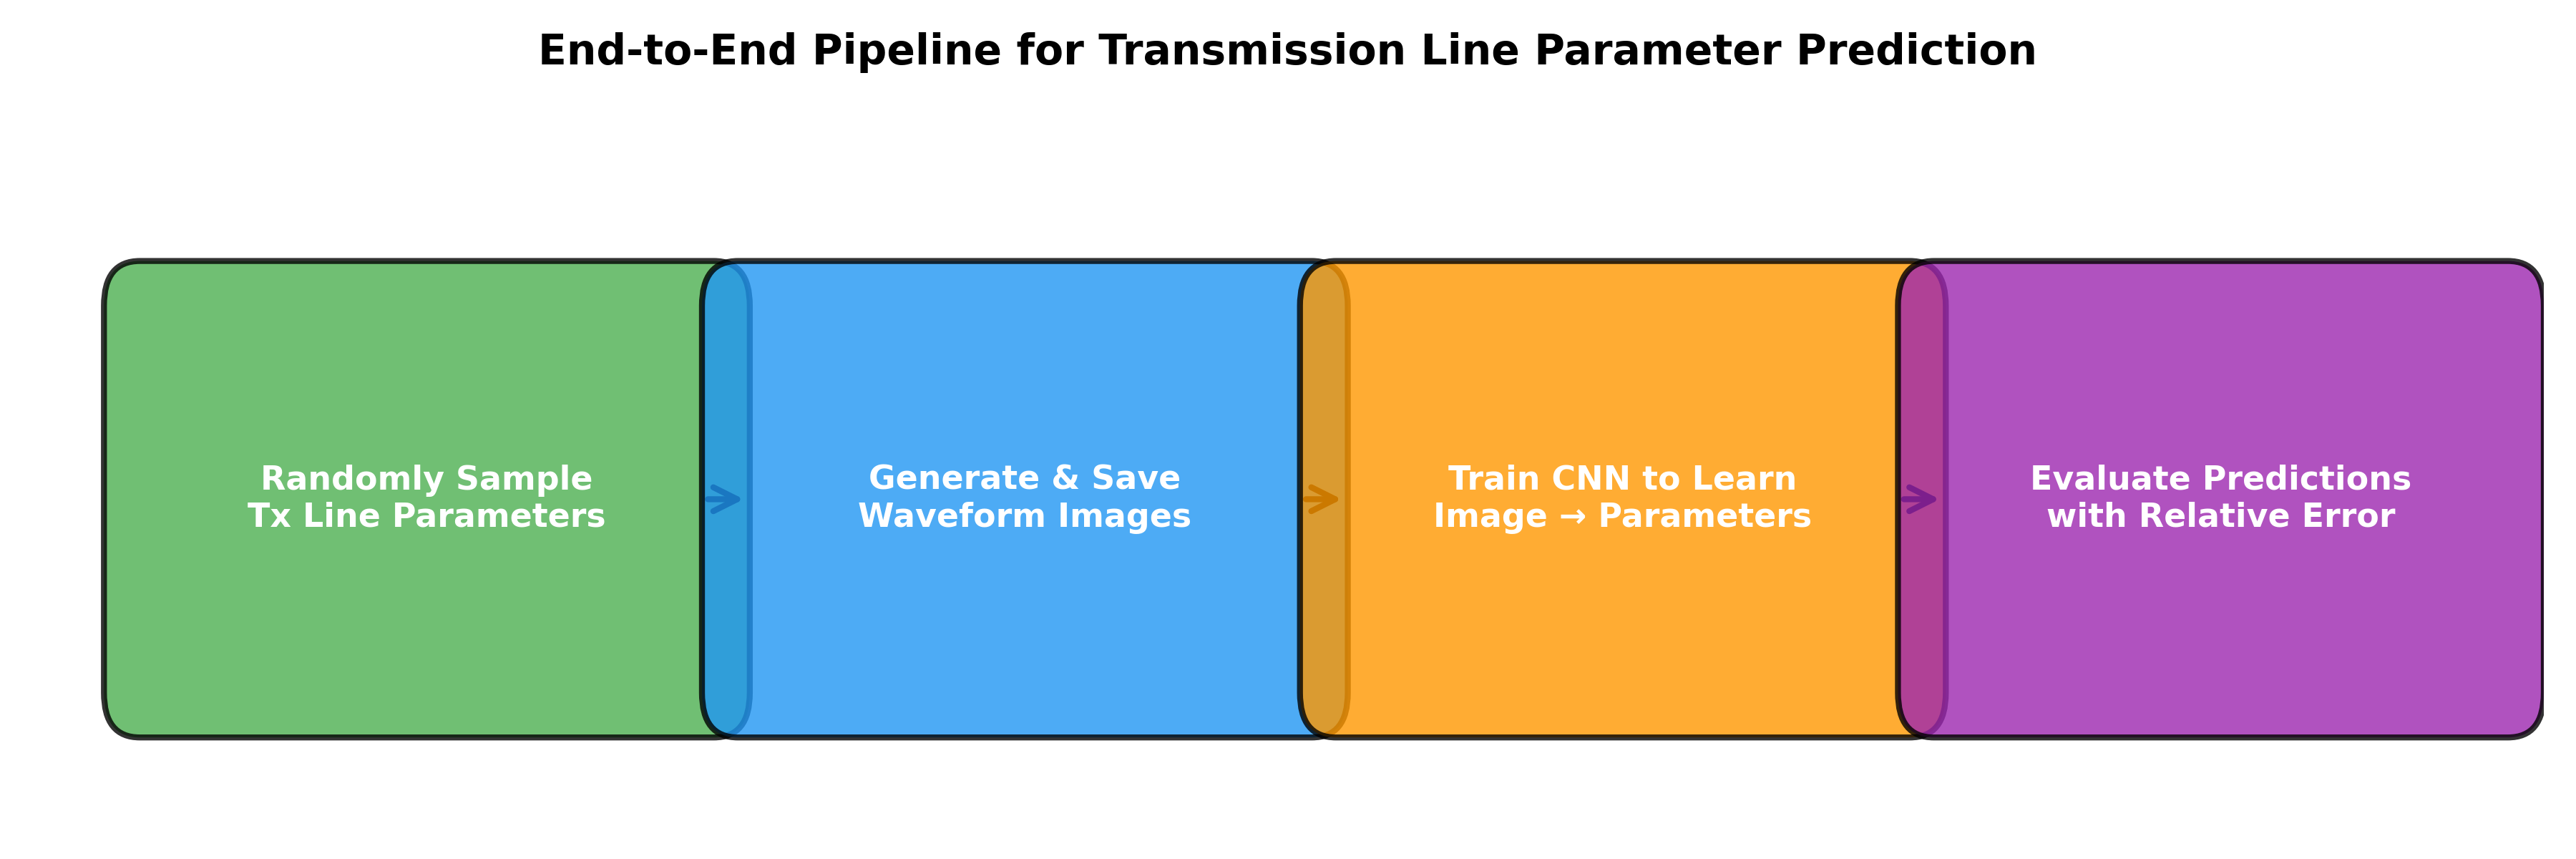 End-to-End Pipeline for Transmission Line Parameter Prediction
Randomly Sample
Tx Line Parameters
Generate & Save
Waveform Images
Train CNN to Learn
Image → Parameters
Evaluate Predictions
with Relative Error